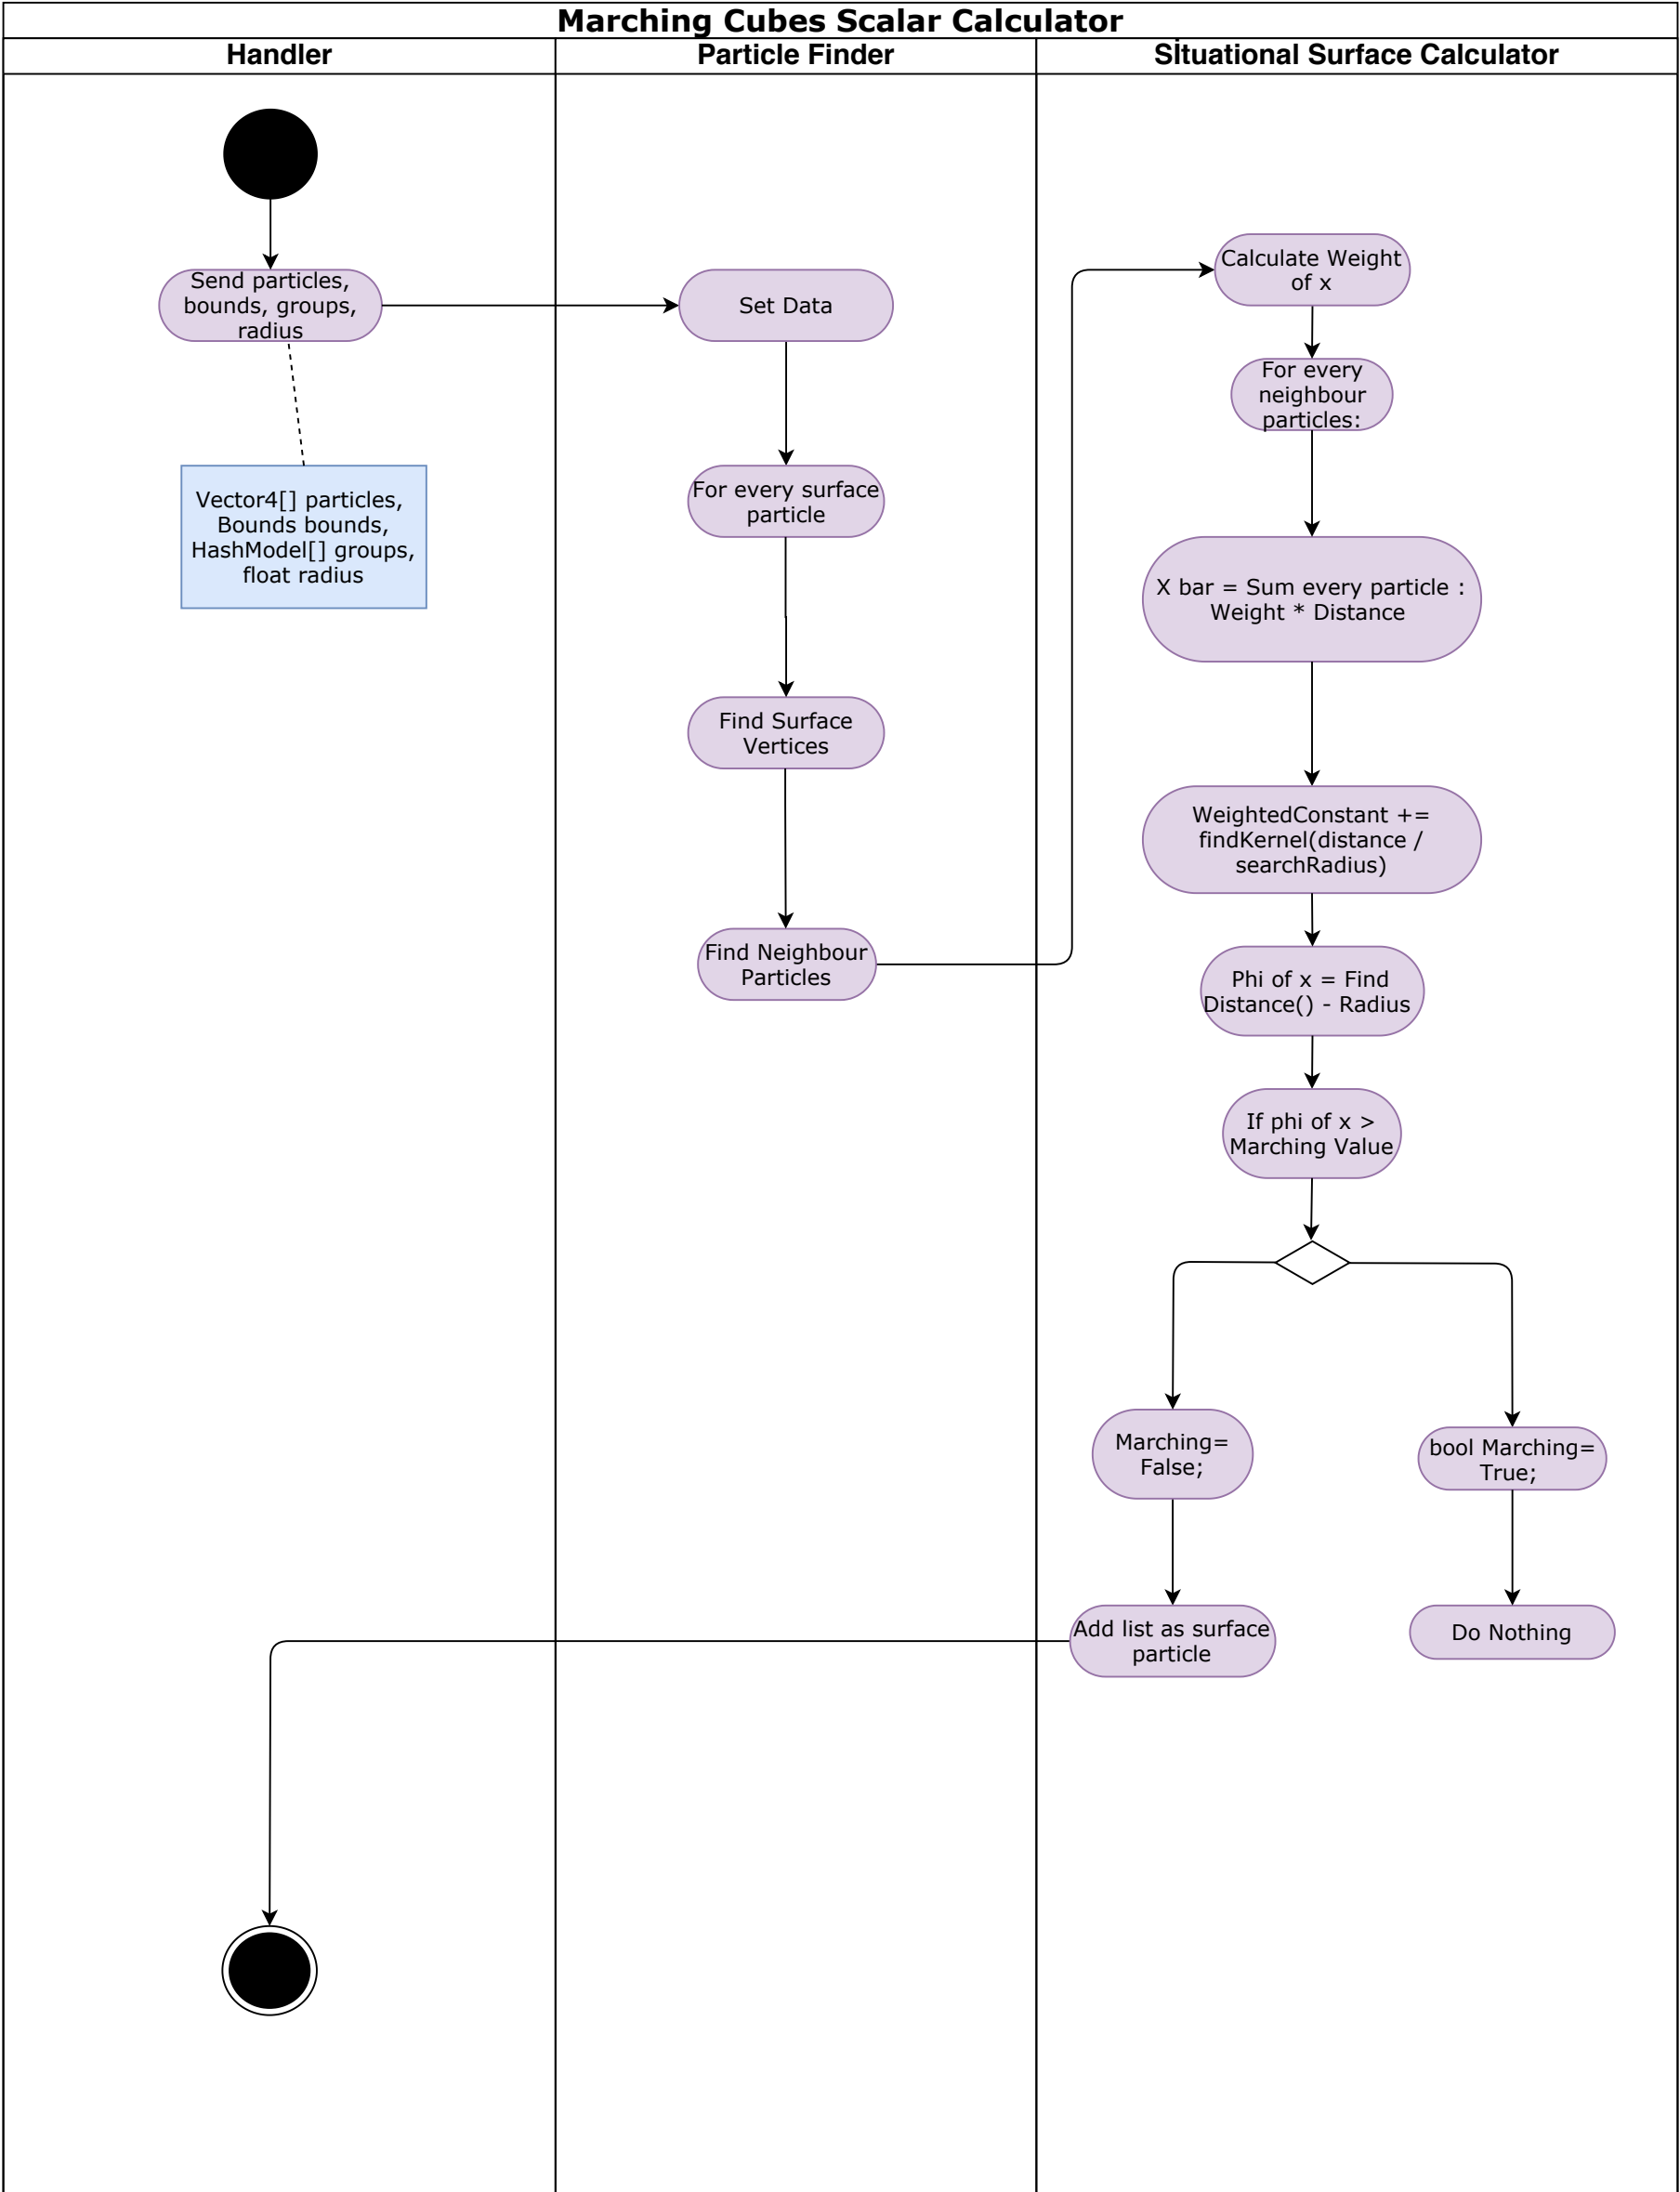 Marching Cubes Scalar Calculator
Handler
Particle Finder
Situational Surface Calculator
Send particles,
bounds, groups,
radius
Vector4[] particles,
Bounds bounds,
HashModel[] groups,
float radius
Set Data
For every surface
particle
Find Surface
Vertices
Find Neighbour
Particles
Calculate Weight
of x
For every
neighbour
particles:
X bar = Sum every particle :
Weight * Distance
WeightedConstant +=
findKernel(distance /
searchRadius)
Phi of x = Find
Distance() - Radius
If phi of x >
Marching Value
Marching=
False;
bool Marching=
True;
Add list as surface
particle
Do Nothing